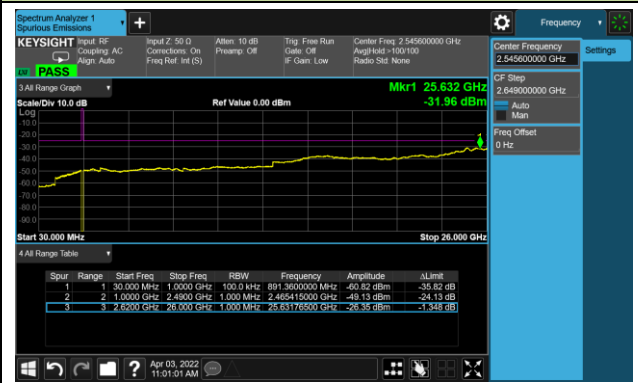 Spectrum Analyzer 1
Spurious Emissions
Frequency
KEYSIGHT
Input: RF
Coupling: AC
Align: Auto
Input Z: 50 Ω
Corrections: On
Freq Ref: Int (S)
Atten: 10 dB
Preamp: Off
Trig: Free Run
Gate: Off
IF Gain: Low
Center Freq: 2.545600000 GHz
Avg|Hold:>100/100
Radio Std: None
PASS
Center Frequency
2.545600000 GHz
Settings
CF Step
2.649000000 GHz
Auto
Man
Freq Offset
0 Hz
3 All Range Graph
Mkr1 25.632 GHz
Scale/Div 10.0 dB
Ref Value 0.00 dBm
-31.96 dBm
Log
-10.0
-20.0
-30.0
-40.0
-50.0
-60.0
-70.0
-80.0
-90.0
1
Start 30.000 MHz
Stop 26.000 GHz
4 All Range Table
Spur Range Start Freq Stop Freq RBW Frequency Amplitude ΔLimit
1 1 30.000 MHz 1.0000 GHz 100.0 kHz 891.3600000 MHz -60.82 dBm -35.82 dB
2 2 1.0000 GHz 2.4900 GHz 1.000 MHz 2.465415000 GHz -49.13 dBm -24.13 dB
3 3 2.6200 GHz 26.000 GHz 1.000 MHz 25.63176500 GHz -26.35 dBm -1.348 dB
Apr 03, 2022
11:01:01 AM